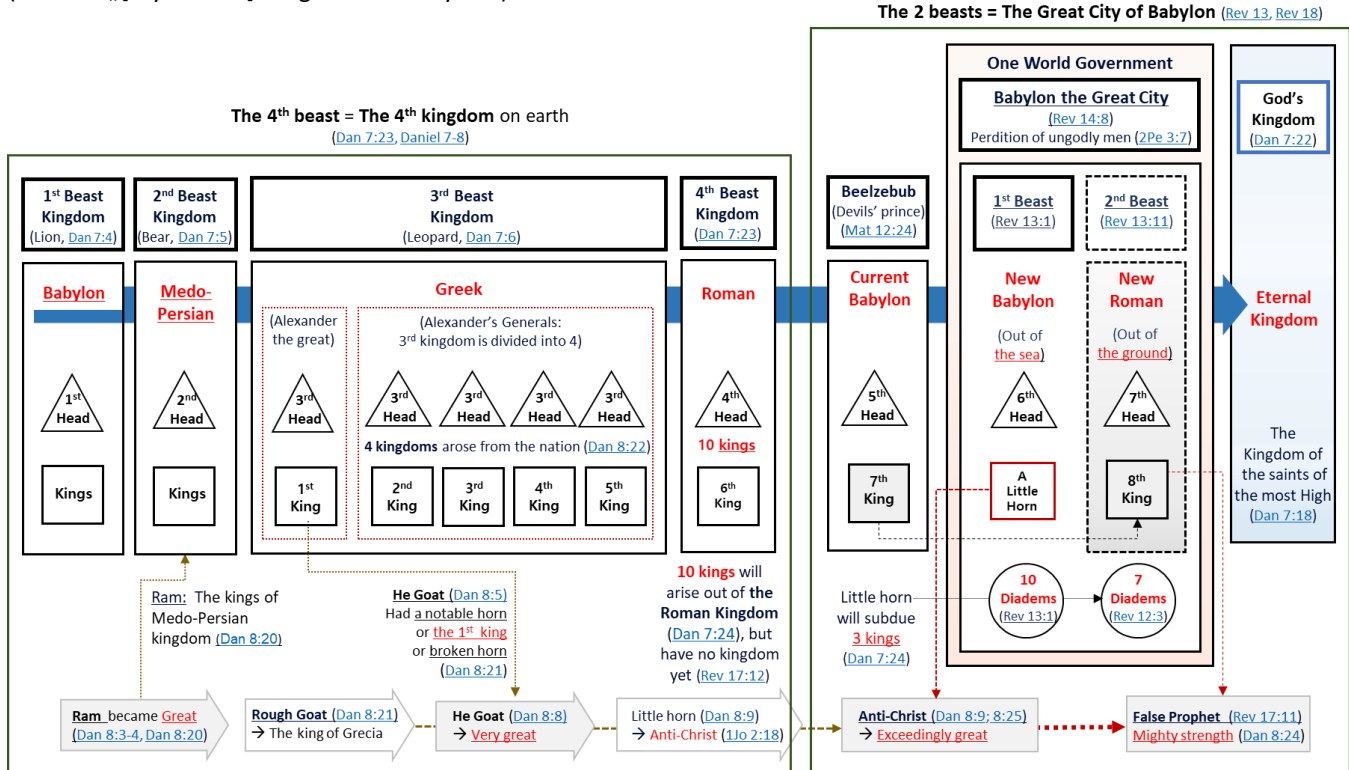 The 2 beasts = The Great City of Babylon (Rev 13, Rev 18)
The 4th beast = The 4th kingdom on earth
(Dan 7:23, Daniel 7-8)
1st Beast
Kingdom
(Lion, Dan 7:4)
2nd Beast
Kingdom
(Bear, Dan 7:5)
3rd Beast
Kingdom
(Leopard, Dan 7:6)
4th Beast
Kingdom
(Dan 7:23)
Babylon
Medo-
Persian
Greek
Roman
(Alexander
the great)
(Alexander's Generals:
3rd kingdom is divided into 4)
1st
Head
2nd
Head
3rd
Head
3rd
Head
3rd
Head
3rd
Head
3rd
Head
4th
Head
4 kingdoms arose from the nation (Dan 8:22)
10 kings
Kings
Kings
1st
King
2nd
King
3rd
King
4th
King
5th
King
6th
King
One World Government
Babylon the Great City
(Rev 14:8)
Perdition of ungodly men (2Pe 3:7)
God's
Kingdom
(Dan 7:22)
Beelzebub
(Devils' prince)
(Mat 12:24)
1st Beast
(Rev 13:1)
2nd Beast
(Rev 13:11)
Current
Babylon
New
Babylon
New
Roman
Eternal
Kingdom
(Out of
the sea)
(Out of
the ground)
5th
Head
6th
Head
7th
Head
7th
King
A
Little
Horn
8th
King
The
Kingdom of
the saints of
the most High
(Dan 7:18)
10
Diadems
(Rev 13:1)
7
Diadems
(Rev 12:3)
Little horn
will subdue
3 kings
(Dan 7:24)
Ram: The kings of
Medo-Persian
kingdom (Dan 8:20)
He Goat (Dan 8:5)
Had a notable horn
or the 1st king
or broken horn
(Dan 8:21)
10 kings will
arise out of the
Roman Kingdom
(Dan 7:24), but
have no kingdom
yet (Rev 17:12)
Ram became Great
(Dan 8:3-4, Dan 8:20)
Rough Goat (Dan 8:21)
→ The king of Grecia
He Goat (Dan 8:8)
→ Very great
Little horn (Dan 8:9)
→ Anti-Christ (1Jo 2:18)
Anti-Christ (Dan 8:9; 8:25)
→ Exceedingly great
False Prophet (Rev 17:11)
Mighty strength (Dan 8:24)